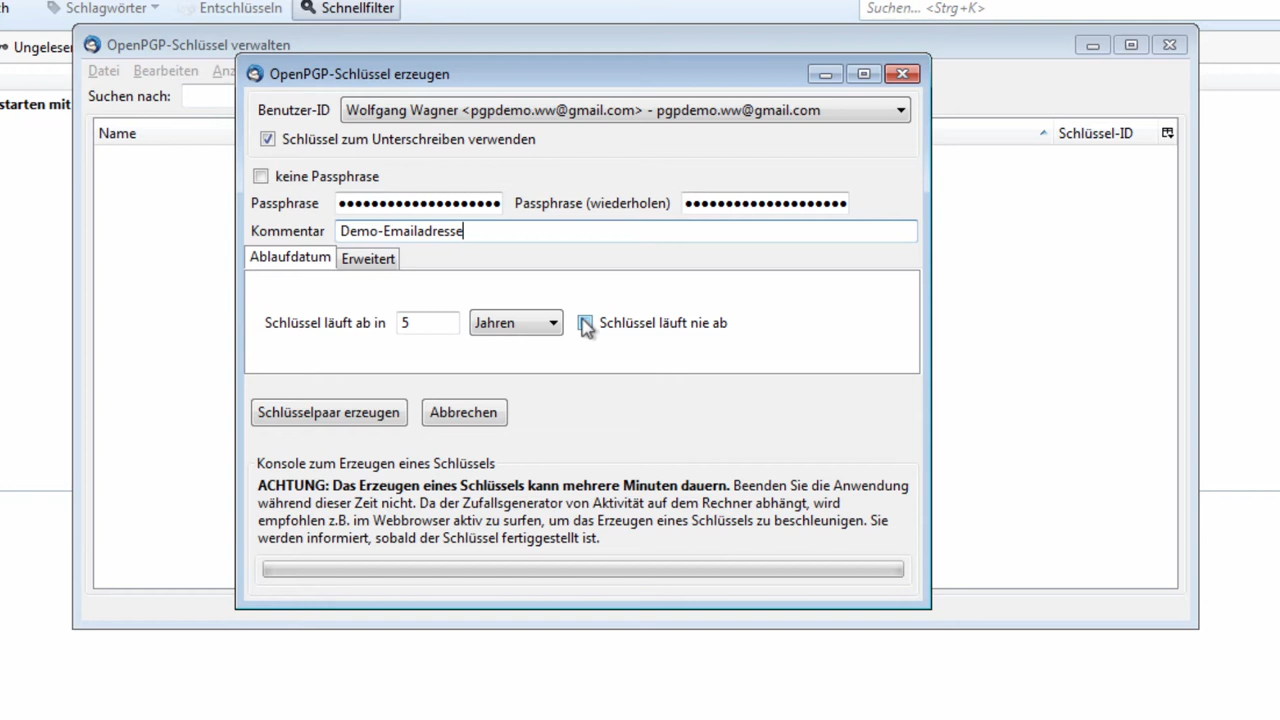 Schlagwörter
Entschlüsseln
Schnellfilter
Suchen... <Strg+K>
Ungelesen
OpenPGP-Schlüssel verwalten
Datei Bearbeiten Anz
OpenPGP-Schlüssel erzeugen
Suchen nach:
starten mit
Name
Schlüssel-ID
Benutzer-ID Wolfgang Wagner <pgpdemo.ww@gmail.com> - pgpdemo.ww@gmail.com
Schlüssel zum Unterschreiben verwenden
keine Passphrase
Passphrase ●●●●●●●●●●●●●●●●●●●● Passphrase (wiederholen) ●●●●●●●●●●●●●●●●●●●●
Kommentar Demo-Emailadresse
Ablaufdatum Erweitert
Schlüssel läuft ab in 5 Jahren Schlüssel läuft nie ab
Schlüsselpaar erzeugen Abbrechen
Konsole zum Erzeugen eines Schlüssels
ACHTUNG: Das Erzeugen eines Schlüssels kann mehrere Minuten dauern. Beenden Sie die Anwendung
während dieser Zeit nicht. Da der Zufallsgenerator von Aktivität auf dem Rechner abhängt, wird
empfohlen z.B. im Webbrowser aktiv zu surfen, um das Erzeugen eines Schlüssels zu beschleunigen. Sie
werden informiert, sobald der Schlüssel fertiggestellt ist.